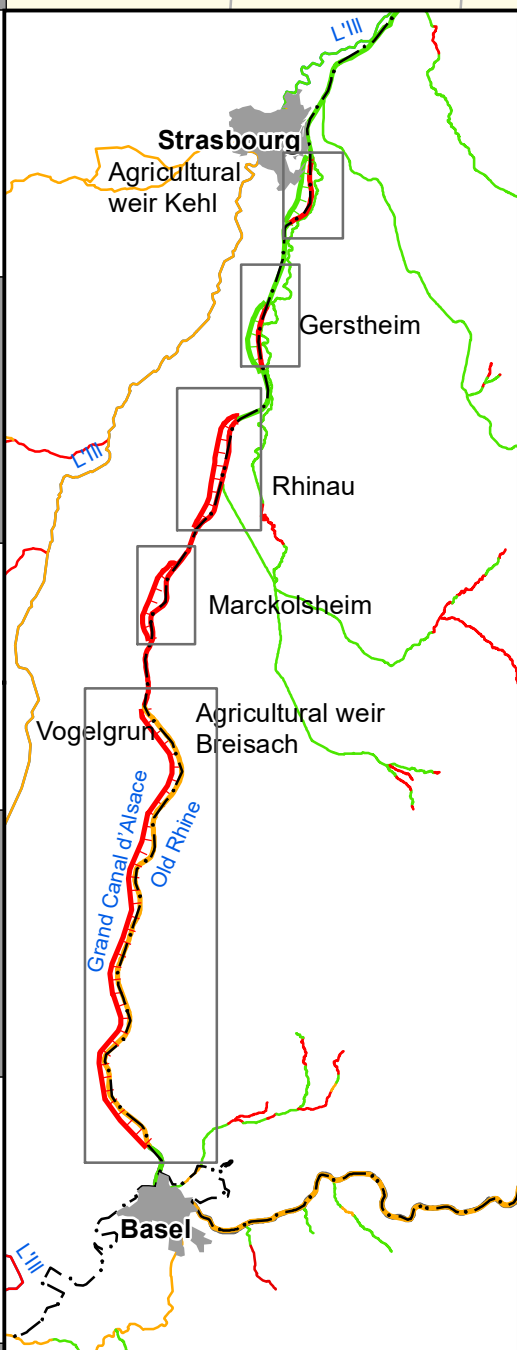 L'Ill
Strasbourg
Agricultural
weir Kehl
Gerstheim
L'Ill
Rhinau
Marckolsheim
Agricultural weir
Breisach
Vogelgrun
Grand Canal d'Alsace
Old Rhine
Basel
L'Ill